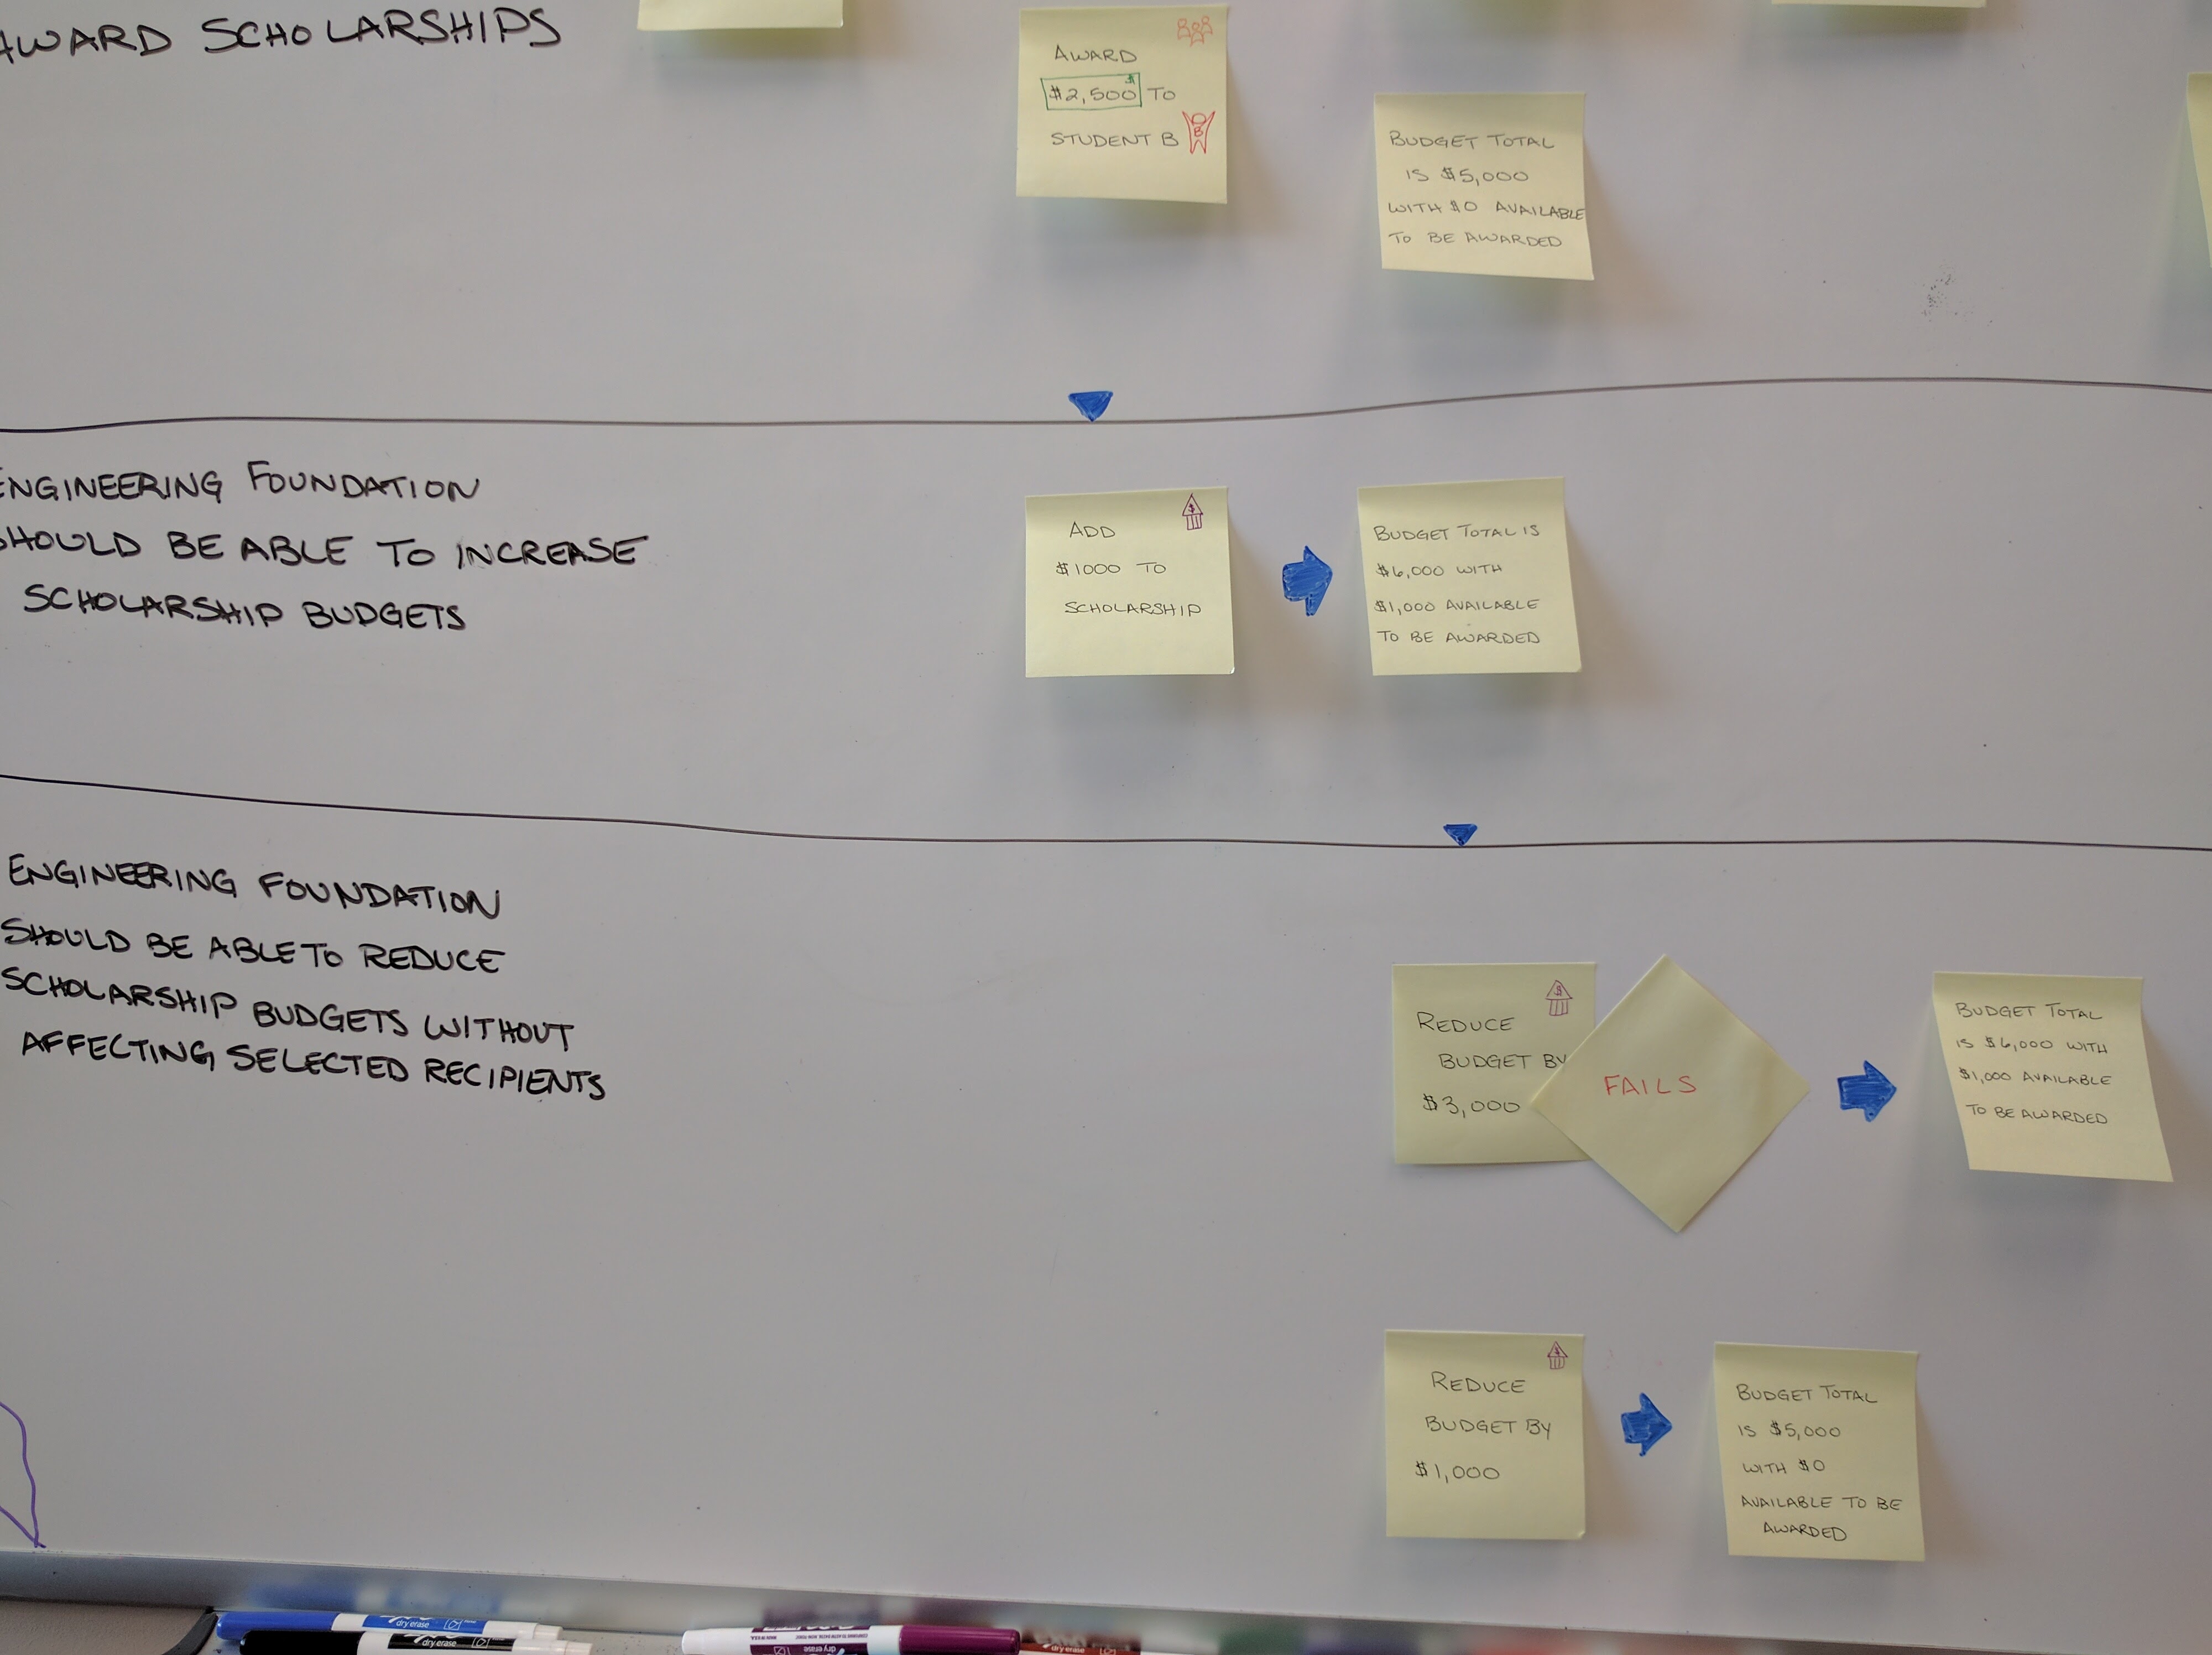 AWARD SCHOLARSHIPS
AWARD
$2,500 TO
STUDENT B
B
BUDGET TOTAL
IS $5,000
WITH $0 AVAILABLE
TO BE AWARDED
ENGINEERING FOUNDATION
SHOULD BE ABLE TO INCREASE
SCHOLARSHIP BUDGETS
ADD
$1000 TO
SCHOLARSHIP
BUDGET TOTAL IS
$6,000 WITH
$1,000 AVAILABLE
TO BE AWARDED
ENGINEERING FOUNDATION
SHOULD BE ABLE TO REDUCE
SCHOLARSHIP BUDGETS WITHOUT
AFFECTING SELECTED RECIPIENTS
REDUCE
BUDGET BY
$3,000
FAILS
BUDGET TOTAL
IS $6,000 WITH
$1,000 AVAILABLE
TO BE AWARDED
REDUCE
BUDGET BY
$1,000
BUDGET TOTAL
IS $5,000
WITH $0
AVAILABLE TO BE
AWARDED
dry erase
dry erase
dry erase
dry erase